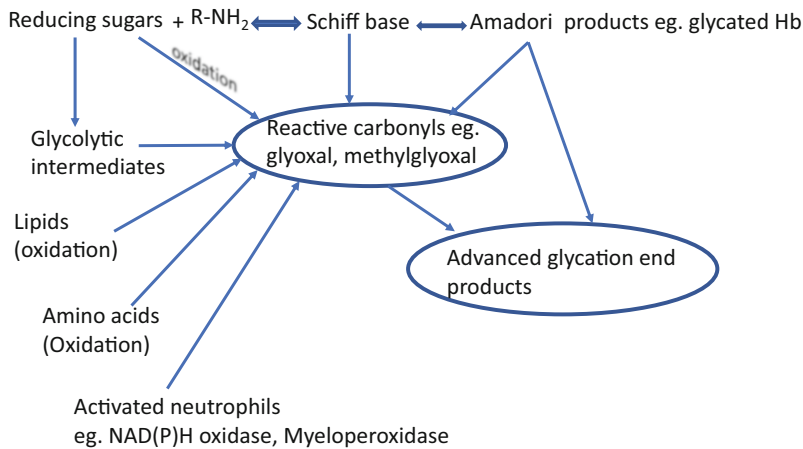 Reducing sugars + R-NH₂ Schiff base Amadori products eg. glycated Hb
oxidation
Reactive carbonyls eg.
glyoxal, methylglyoxal
Glycolytic
intermediates
Lipids
(oxidation)
Advanced glycation end
products
Amino acids
(Oxidation)
Activated neutrophils
eg. NAD(P)H oxidase, Myeloperoxidase